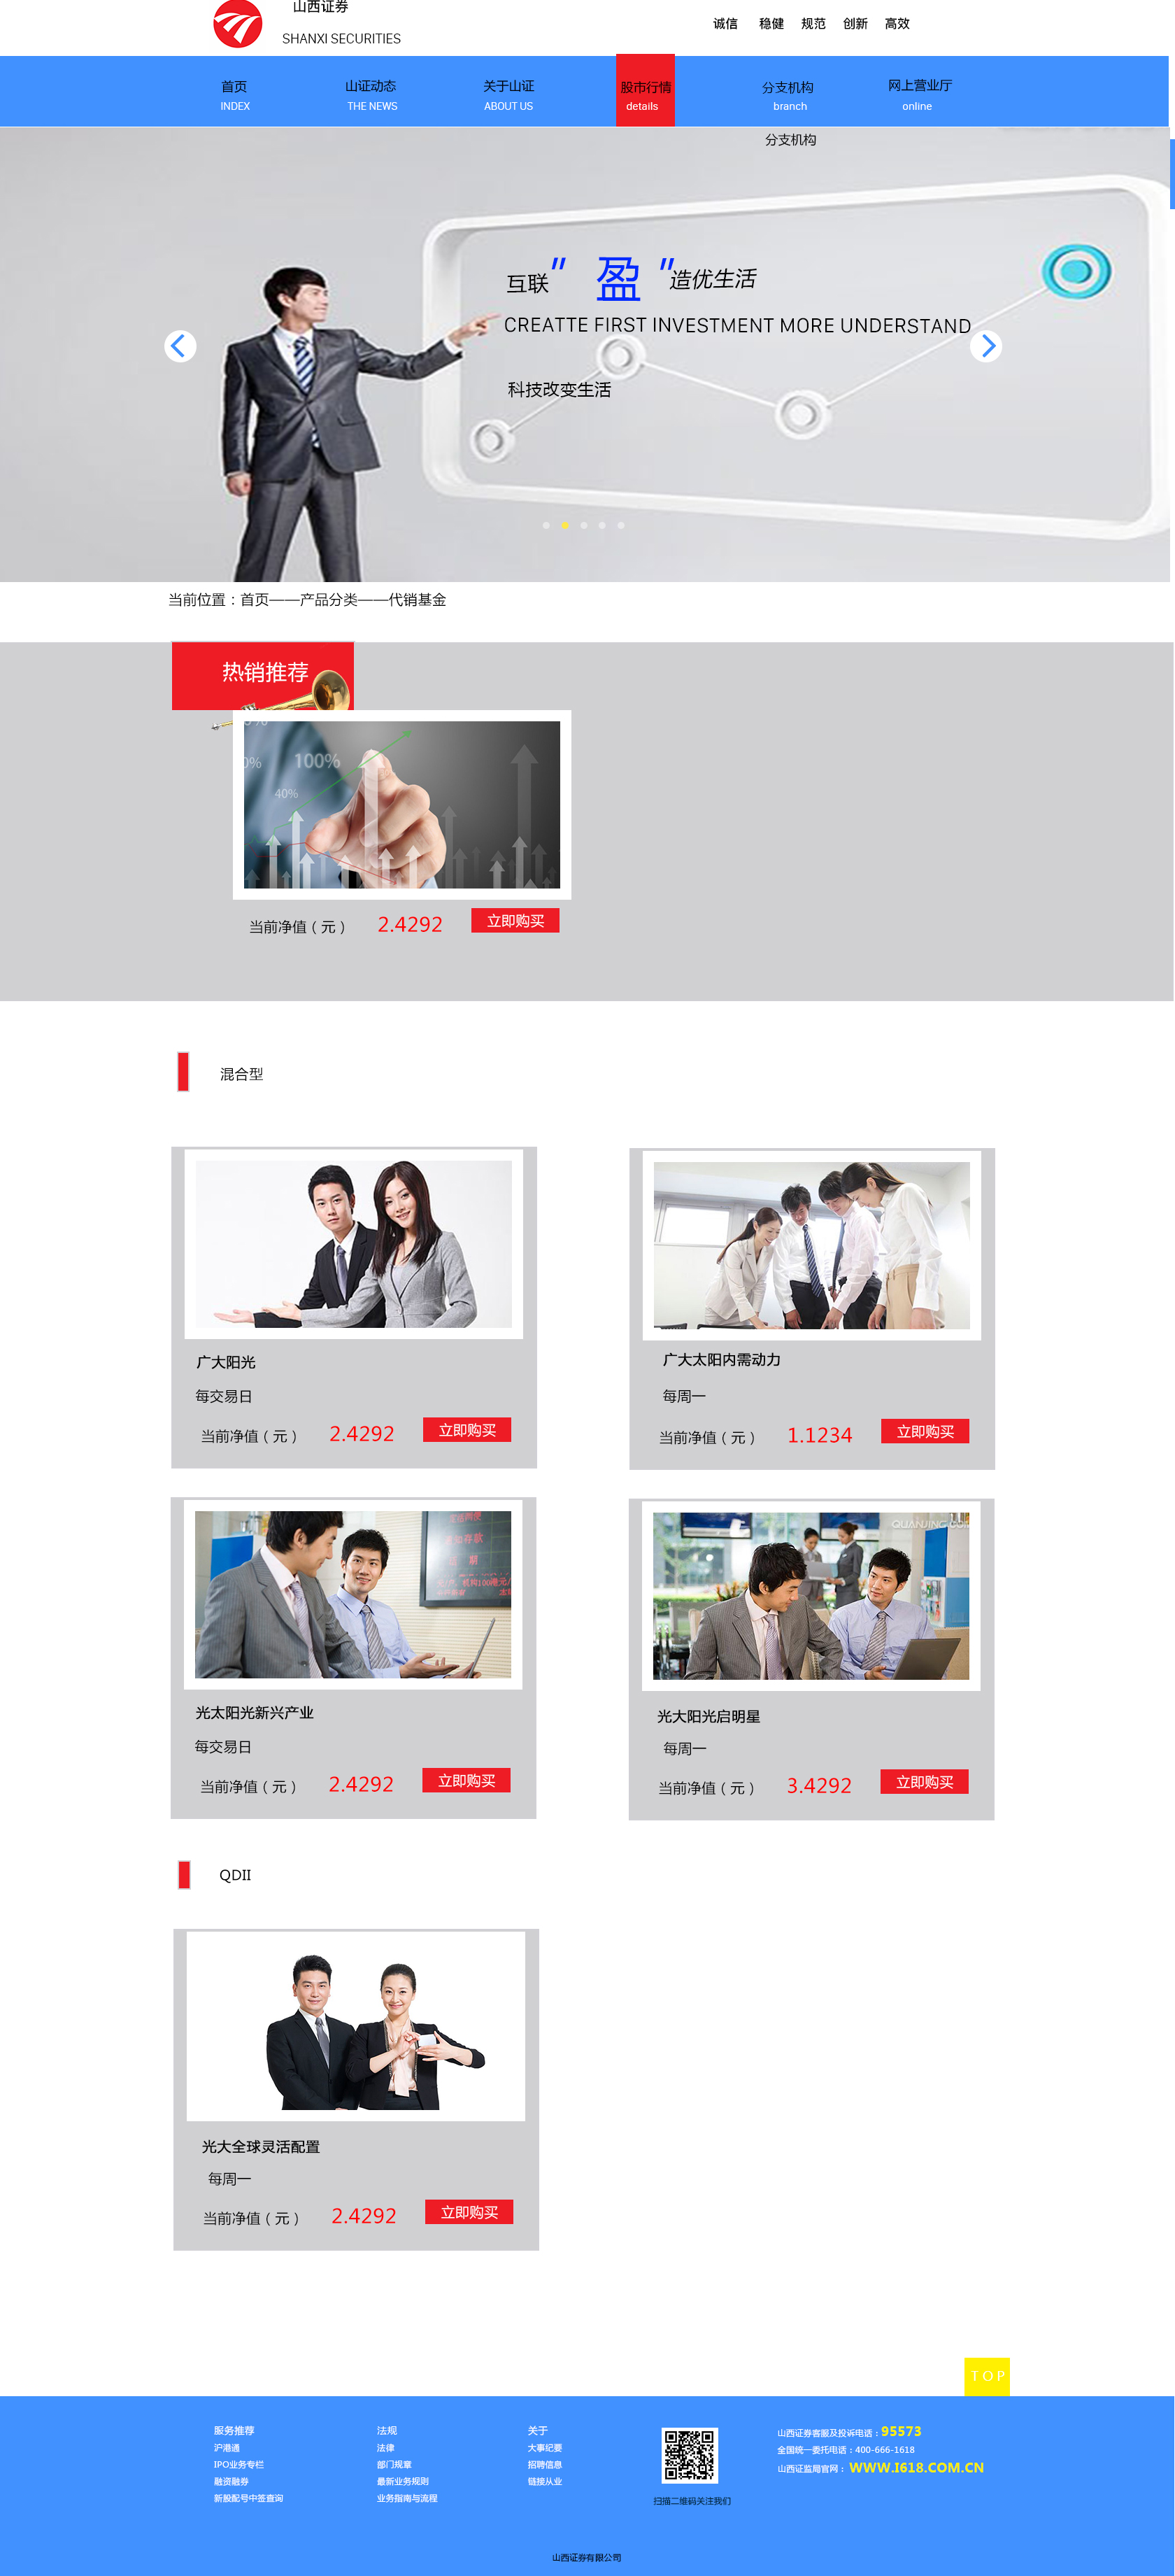 山西证券
SHANXI SECURITIES
诚信 稳健 规范 创新 高效
首页 山证动态 关于山证 股市行情 分支机构 网上营业厅
INDEX THE NEWS ABOUT US details branch online
分支机构
互联”盈”造优生活
CREATTE FIRST INVESTMENT MORE UNDERSTAND
科技改变生活
当前位置：首页——产品分类——代销基金
热销推荐
100%
40%
当前净值（元） 2.4292 立即购买
混合型
广大阳光
每交易日
当前净值（元） 2.4292 立即购买
广大太阳内需动力
每周一
当前净值（元） 1.1234 立即购买
光太阳光新兴产业
每交易日
当前净值（元） 2.4292 立即购买
QUANJING.COM
光大阳光启明星
每周一
当前净值（元） 3.4292 立即购买
QDII
光大全球灵活配置
每周一
当前净值（元） 2.4292 立即购买
TOP
服务推荐
沪港通
IPO业务专栏
融资融券
新股配号中签查询
法规
法律
部门规章
最新业务规则
业务指南与流程
关于
大事纪要
招聘信息
链接从业
扫描二维码关注我们
山西证券客服及投诉电话：95573
全国统一委托电话：400-666-1618
山西证监局官网：WWW.I618.COM.CN
山西证券有限公司